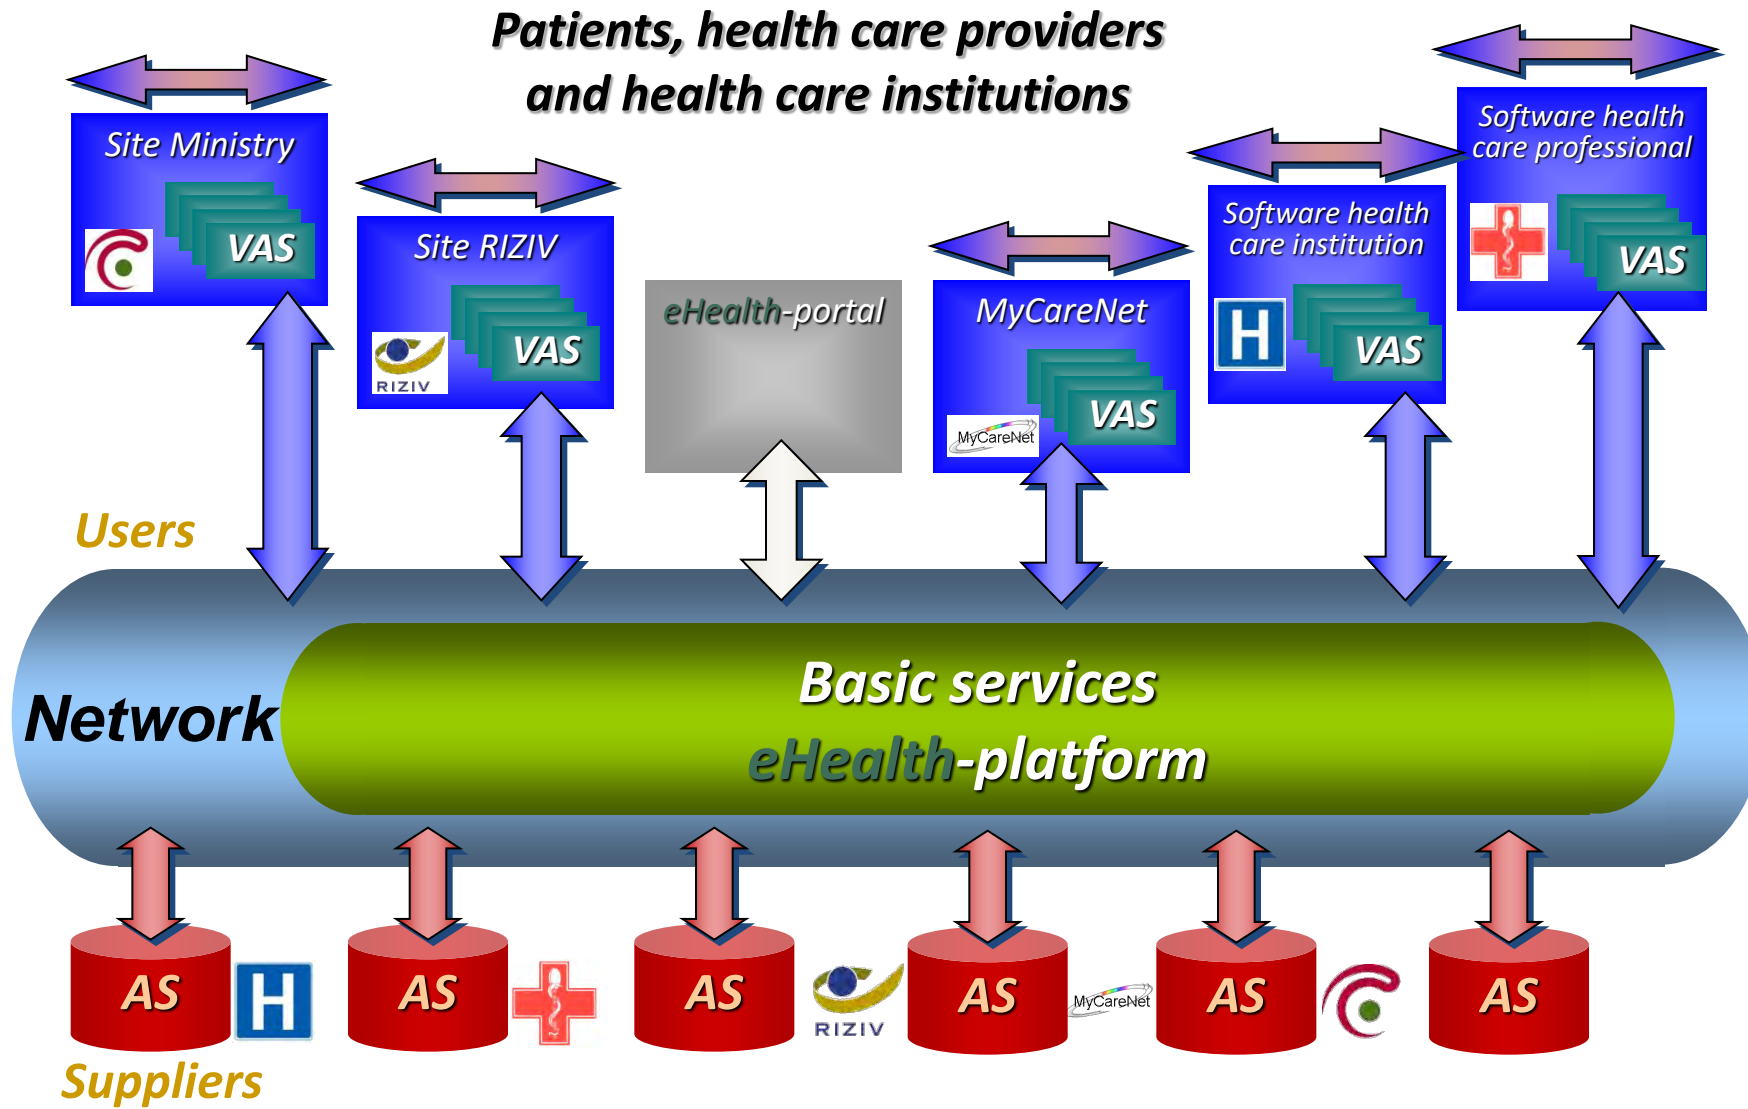 Patients, health care providers
and health care institutions
Site Ministry
VAS
Site RIZIV
RIZIV
VAS
eHealth-portal
MyCareNet
MyCareNet
VAS
Software health
care institution
H
VAS
Software health
care professional
VAS
Users
Network
Basic services
eHealth-platform
AS
H
AS
AS
RIZIV
AS
MyCareNet
AS
AS
Suppliers